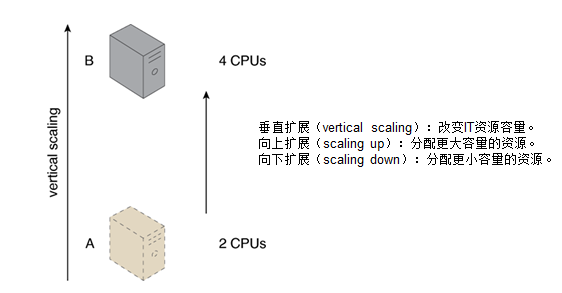 B
4 CPUs
vertical scaling
垂直扩展（vertical scaling）：改变IT资源容量。
向上扩展（scaling up）：分配更大容量的资源。
向下扩展（scaling down）：分配更小容量的资源。
A
2 CPUs